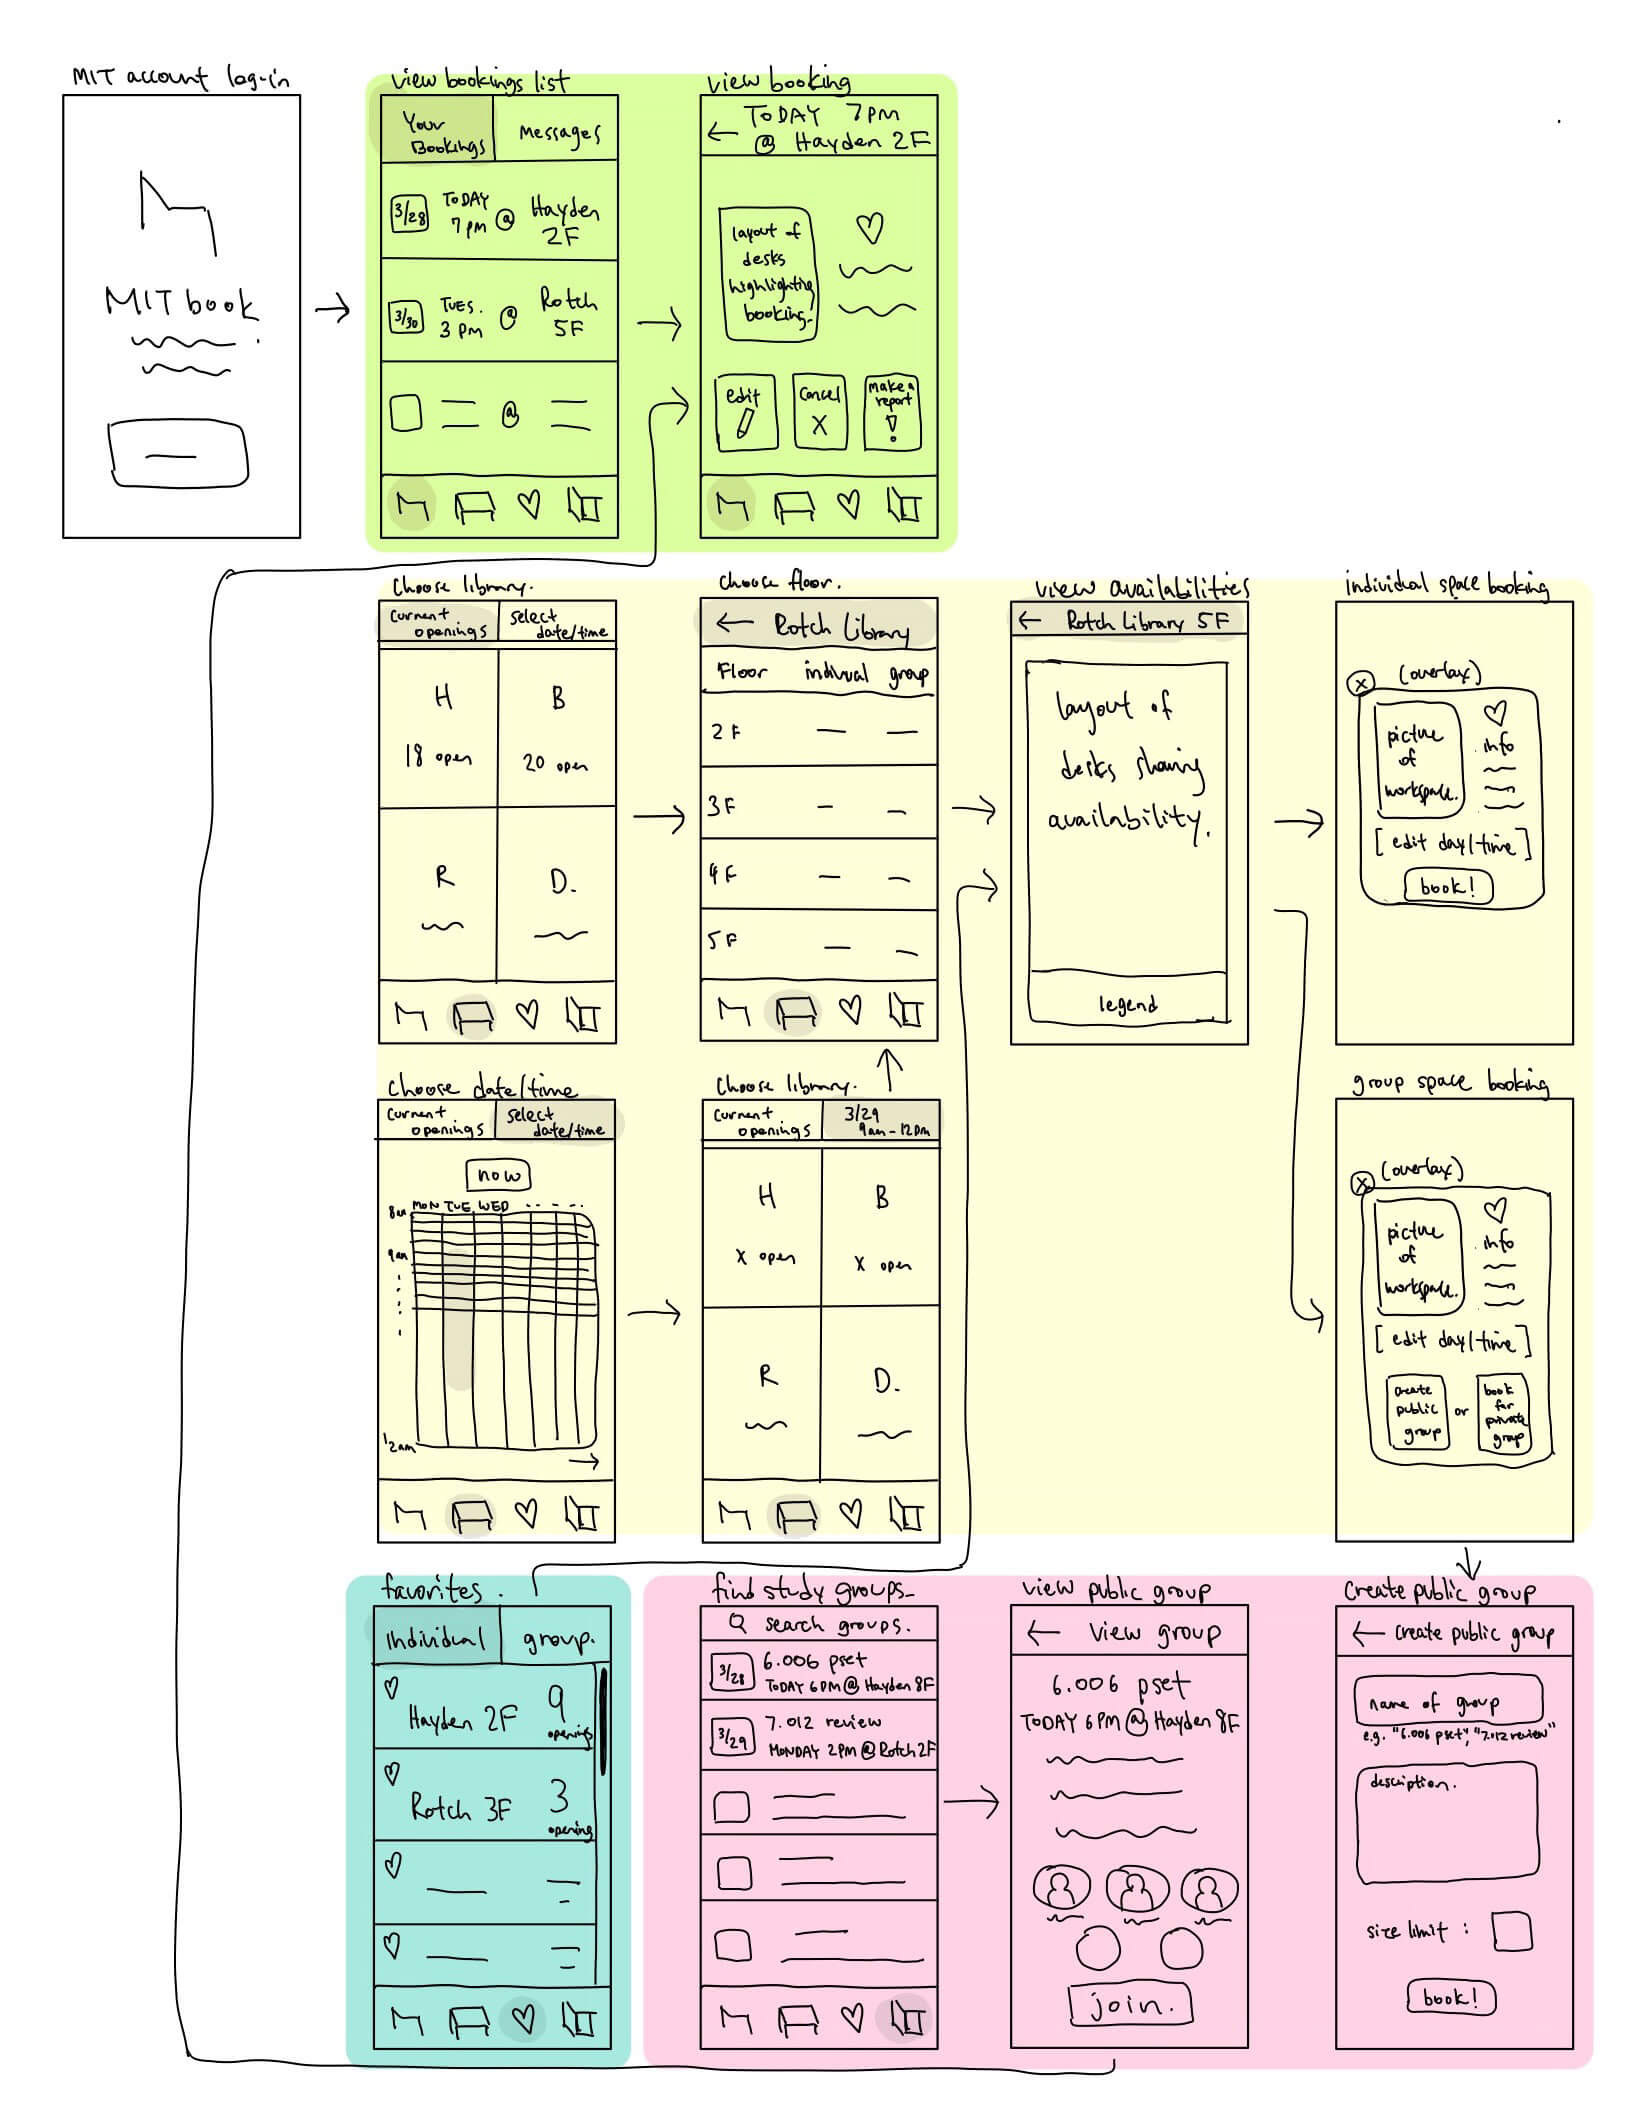 MIT account log-in
MIT book
view bookings list
Your
Bookings
Messages
3/28
TODAY
7pm @
Hayden
2F
3/30
TUES.
3 PM
@
Rotch
5F
@
view booking
TODAY 7PM
@ Hayden 2F
layout of
desks
highlighting
booking.
edit
cancel
X
make a
report
!
choose library.
current
openings
select
date/time
H
18 open
B
20 open
R
D.
choose floor.
Rotch Library
Floor indivual group
2F
3F
4F
5F
view availabilities
Rotch Library 5F
layout of
desks sharing
availability.
legend
individual space booking
(overlay)
x
picture
of
workspace.
info
[edit day/time]
book!
choose date/time
current
openings
select
date/time
now
MON TUE WED
8am
9am
12am
choose library.
current
openings
3/29
9am-12pm
H
x open
B
x open
R
D.
group space booking
(overlay)
x
picture
of
workspace.
info
[edit day/time]
create
public
group
or
book
for
private
group
favorites.
individual
group.
Hayden 2F
9
openings
Rotch 3F
3
opening
find study groups
search groups.
3/28
6.006 pset
TODAY 6PM @ Hayden 8F
3/29
7.012 review
MONDAY 2PM @ Rotch 2F
view public group
view group
6.006 pset
TODAY 6PM @ Hayden 8F
join.
create public group
create public group
name of group
e.g. "6.006 pset", "7.012 review"
description.
size limit :
book!